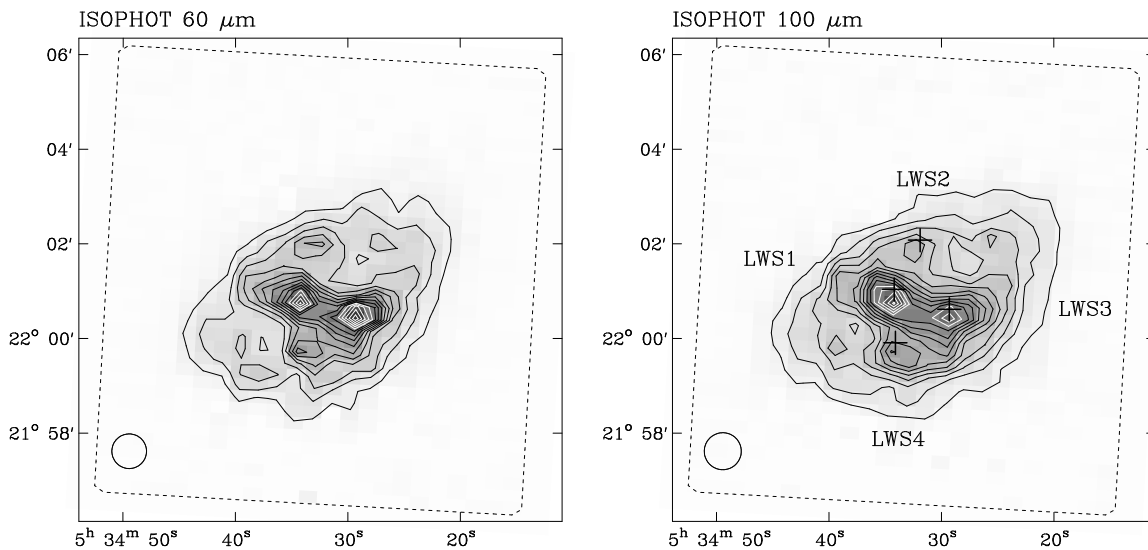 ISOPHOT 60 μm
06′
04′
02′
22° 00′
21° 58′
5ʰ 34ᵐ 50ˢ 40ˢ 30ˢ 20ˢ
ISOPHOT 100 μm
06′
04′
02′
22° 00′
21° 58′
LWS2
LWS1
LWS3
LWS4
5ʰ 34ᵐ 50ˢ 40ˢ 30ˢ 20ˢ